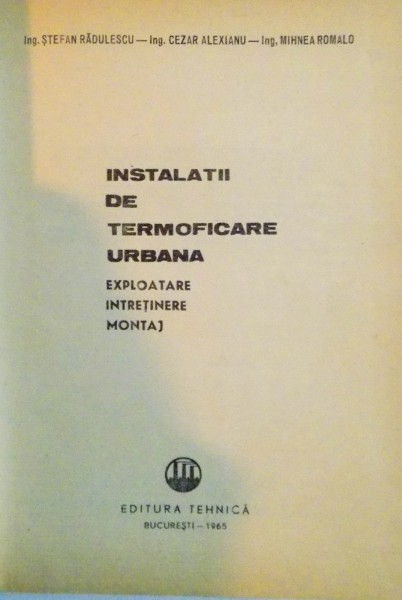 Ing. ŞTEFAN RĂDULESCU — Ing. CEZAR ALEXIANU — Ing. MIHNEA ROMALO
INSTALATII
DE
TERMOFICARE
URBANA
EXPLOATARE
INTREŢINERE
MONTAJ
EDITURA TEHNICĂ
BUCUREŞTI — 1965